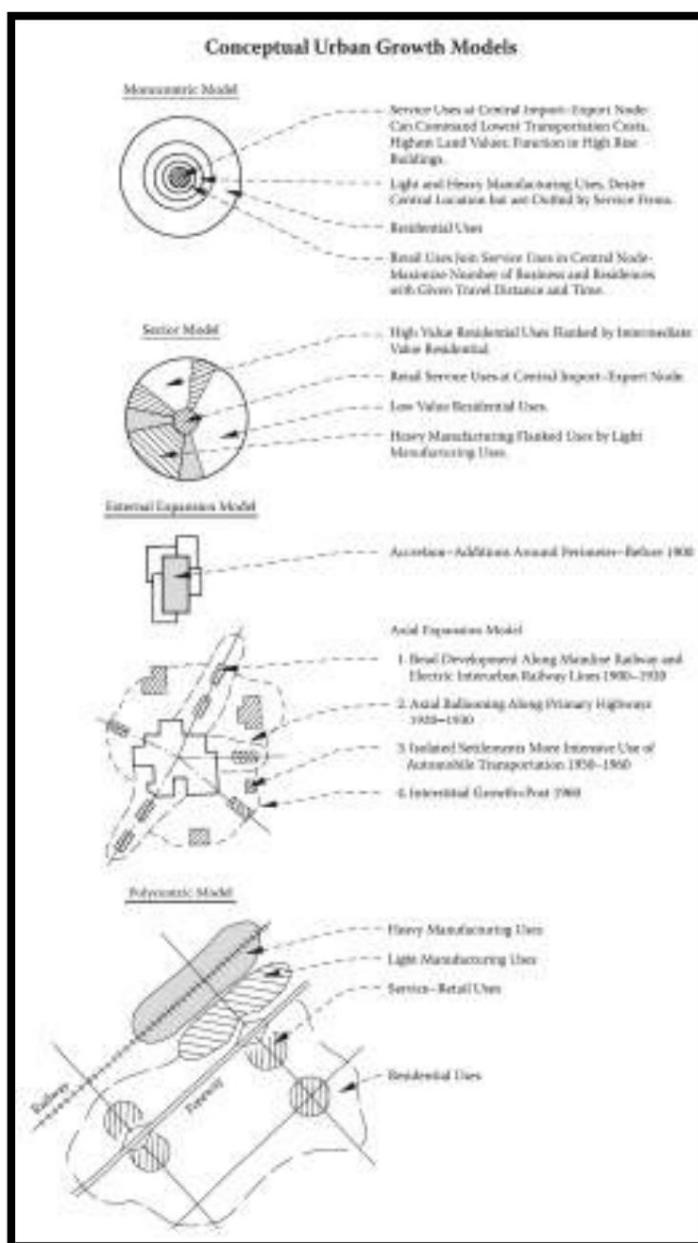 Conceptual Urban Growth Models
Monocentric Model
Service Uses at Central Import–Export Node-
Can Command Lowest Transportation Costs,
Highest Land Values; Function in High Rise
Buildings.
Light and Heavy Manufacturing Uses, Desire
Central Location but are Outbid by Service Firms.
Residential Uses
Retail Uses Join Service Uses in Central Node-
Maximize Number of Business and Residences
with Given Travel Distance and Time.
Sector Model
High Value Residential Uses Flanked by Intermediate
Value Residential.
Retail Service Uses at Central Import–Export Node.
Low Value Residential Uses.
Heavy Manufacturing Flanked Uses by Light
Manufacturing Uses.
External Expansion Model
Accretion–Additions Around Perimeter–Before 1900
Axial Expansion Model
1. Bead Development Along Mainline Railway and
Electric Interurban Railway Lines 1900–1920
2. Axial Ballooning Along Primary Highways
1920–1950
3. Isolated Settlements More Intensive Use of
Automobile Transportation 1950–1960
4. Interstitial Growth–Post 1960
Polycentric Model
Heavy Manufacturing Uses
Light Manufacturing Uses
Service–Retail Uses
Residential Uses
Railway
Freeway